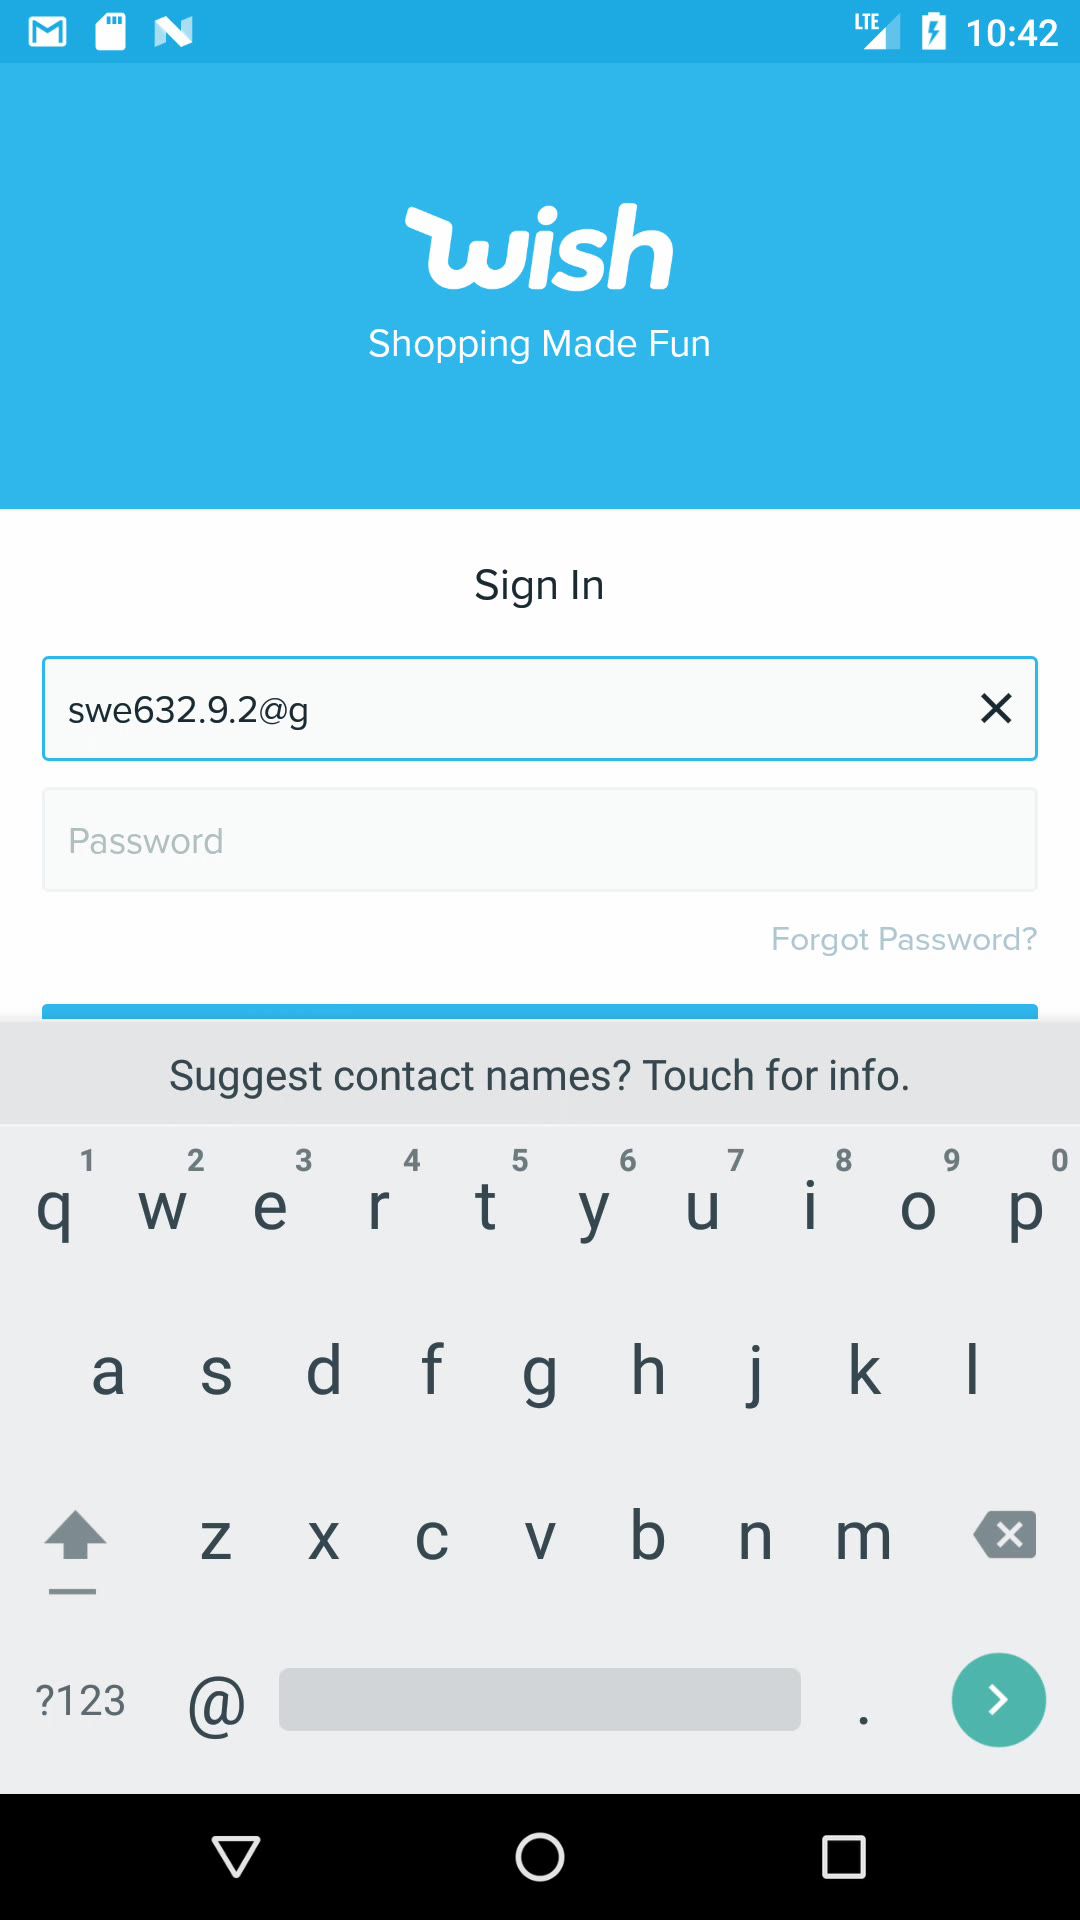 LTE 10:42
wish
Shopping Made Fun
Sign In
swe632.9.2@g
Password
Forgot Password?
Suggest contact names? Touch for info.
1 2 3 4 5 6 7 8 9 0
q w e r t y u i o p
a s d f g h j k l
z x c v b n m
?123 @ .